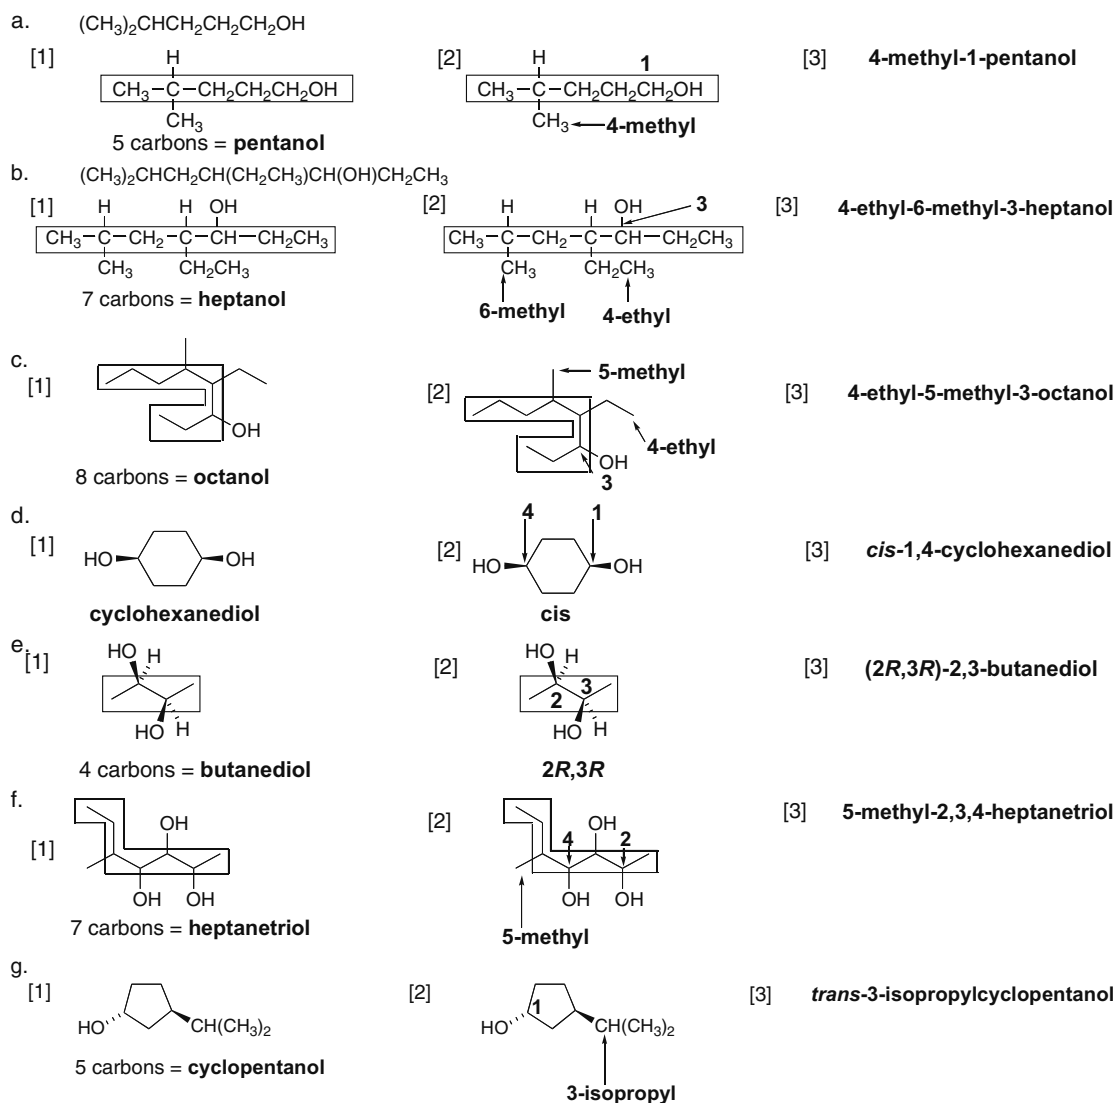 a. (CH3)2CHCH2CH2CH2OH
[1] H [2] H 1 [3] 4-methyl-1-pentanol
CH3–C–CH2CH2CH2OH CH3–C–CH2CH2CH2OH
CH3 CH3 4-methyl
5 carbons = pentanol
b. (CH3)2CHCH2CH(CH2CH3)CH(OH)CH2CH3
[1] H H OH [2] H H OH 3 [3] 4-ethyl-6-methyl-3-heptanol
CH3–C–CH2–C–CH–CH2CH3 CH3–C–CH2–C–CH–CH2CH3
CH3 CH2CH3 CH3 CH2CH3
7 carbons = heptanol
6-methyl 4-ethyl
c.
[1] [2] 5-methyl [3] 4-ethyl-5-methyl-3-octanol
OH 4-ethyl
OH
8 carbons = octanol 3
d.
[1] [2] 4 1 [3] cis-1,4-cyclohexanediol
HO OH HO OH
cyclohexanediol cis
e.
[1] HO H [2] HO H [3] (2R,3R)-2,3-butanediol
2 3
HO H HO H
4 carbons = butanediol 2R,3R
f.
[1] OH [2] OH 4 2 [3] 5-methyl-2,3,4-heptanetriol
OH OH OH OH
7 carbons = heptanetriol
5-methyl
g.
[1] [2] 1 [3] trans-3-isopropylcyclopentanol
HO CH(CH3)2 HO CH(CH3)2
5 carbons = cyclopentanol
3-isopropyl